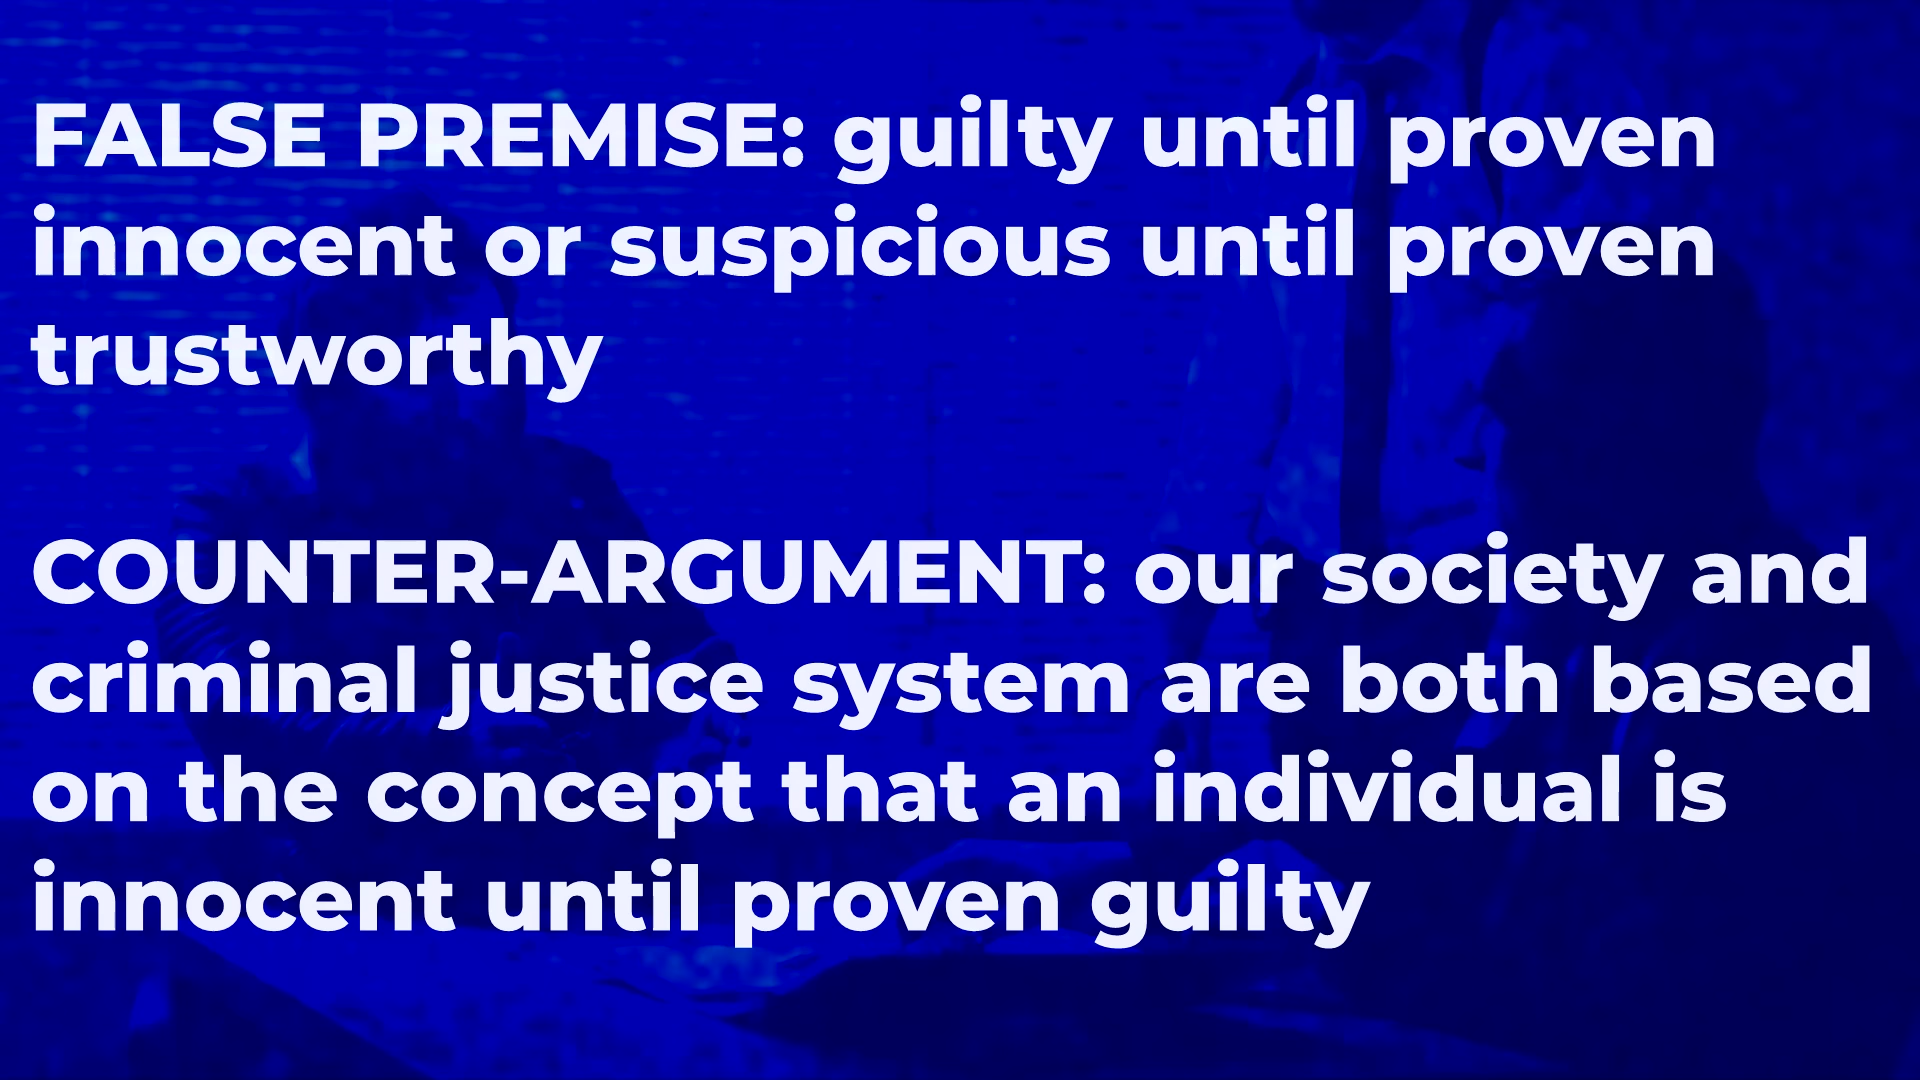 FALSE PREMISE: guilty until proven
innocent or suspicious until proven
trustworthy
COUNTER-ARGUMENT: our society and
criminal justice system are both based
on the concept that an individual is
innocent until proven guilty